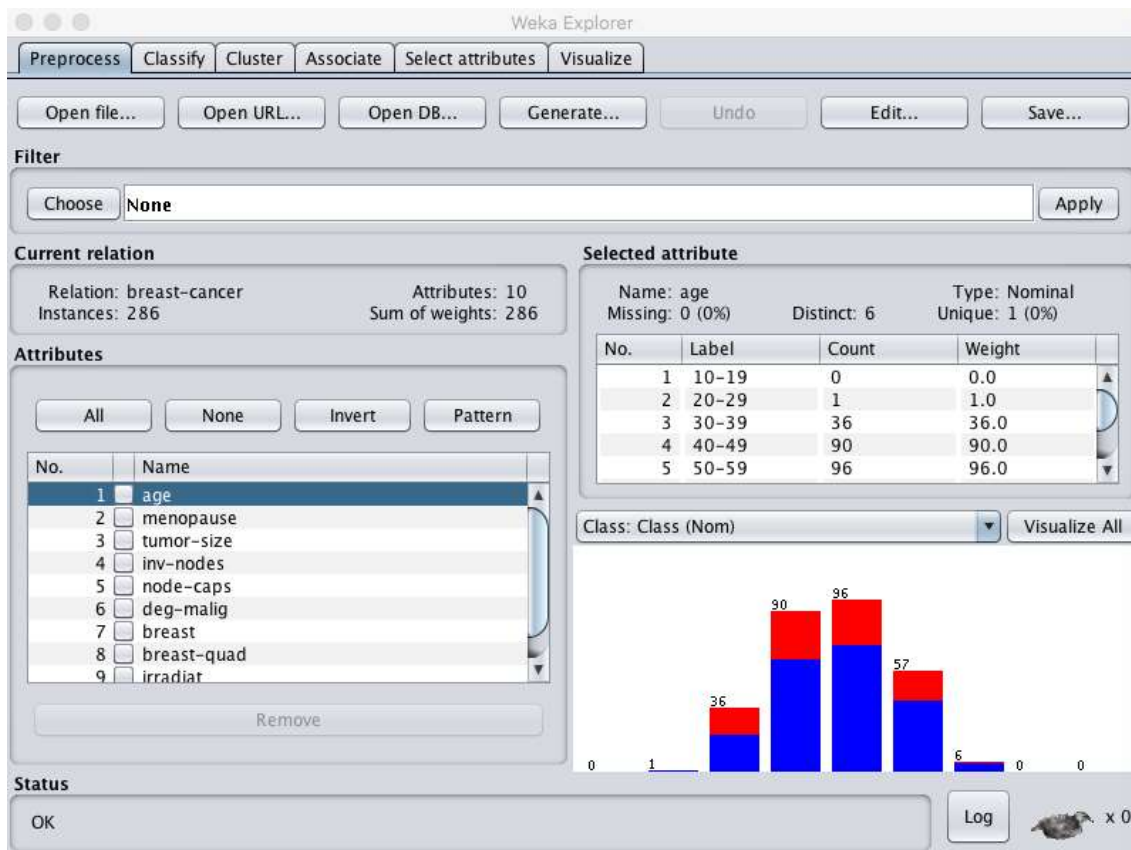 Weka Explorer
Preprocess Classify Cluster Associate Select attributes Visualize
Open file... Open URL... Open DB... Generate... Undo Edit... Save...
Filter
Choose None Apply
Current relation
Relation: breast-cancer Attributes: 10
Instances: 286 Sum of weights: 286
Selected attribute
Name: age Type: Nominal
Missing: 0 (0%) Distinct: 6 Unique: 1 (0%)
No. Label Count Weight
1 10-19 0 0.0
2 20-29 1 1.0
3 30-39 36 36.0
4 40-49 90 90.0
5 50-59 96 96.0
Attributes
All None Invert Pattern
No. Name
1 age
2 menopause
3 tumor-size
4 inv-nodes
5 node-caps
6 deg-malig
7 breast
8 breast-quad
9 irradiat
Remove
Class: Class (Nom) Visualize All
0 1 36 90 96 57 6 0 0
Status
OK
Log x 0